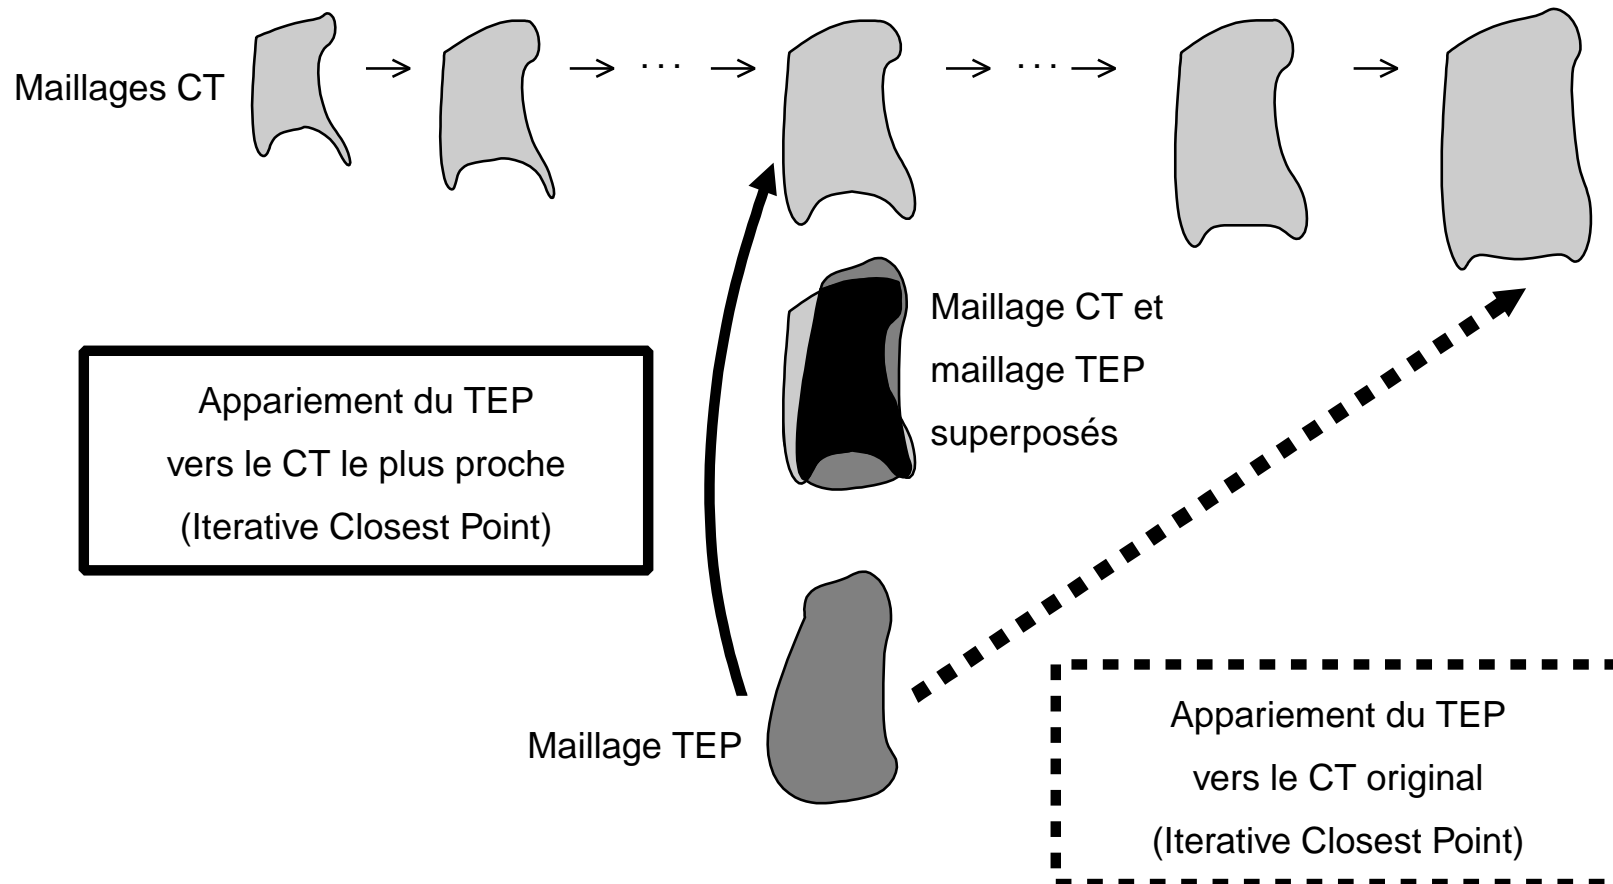 Maillages CT
... ...
Maillage CT et
maillage TEP
superposés
Appariement du TEP
vers le CT le plus proche
(Iterative Closest Point)
Maillage TEP
Appariement du TEP
vers le CT original
(Iterative Closest Point)